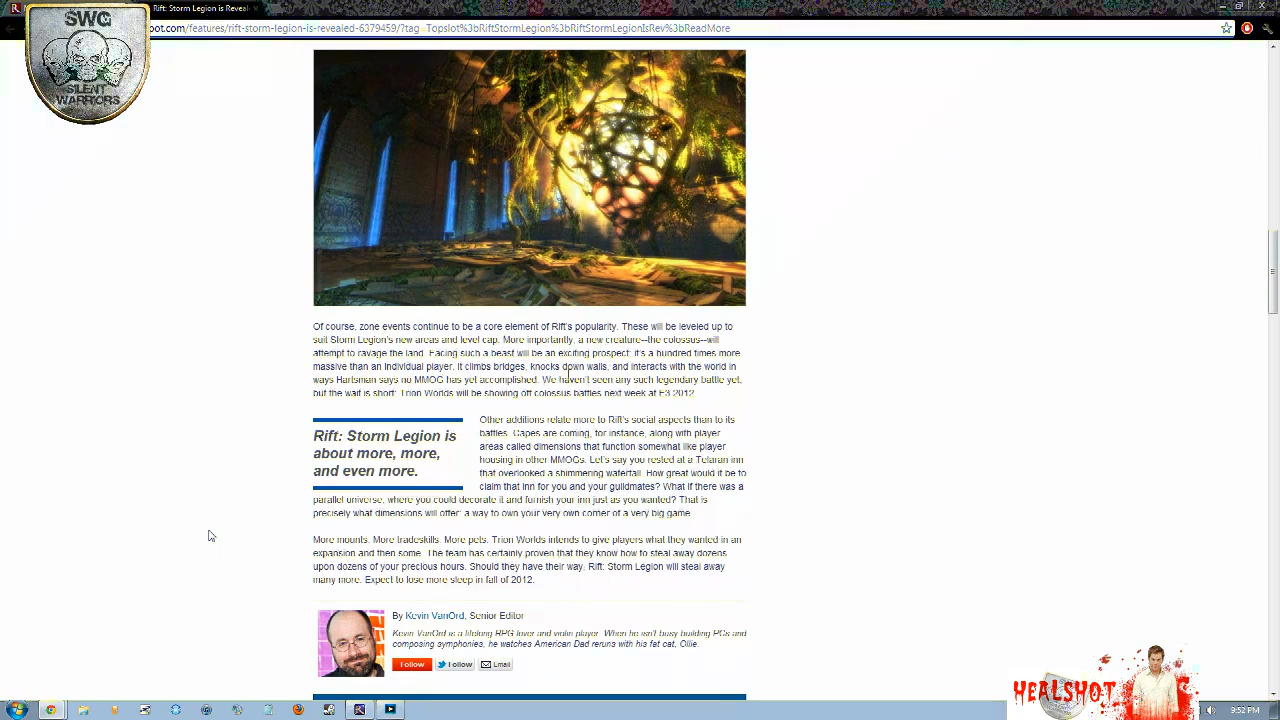 Rift: Storm Legion is Reveal
SWG
SILENT
WARRIORS
pot.com/features/rift-storm-legion-is-revealed-6379459/?tag=Topslot%3bRiftStormLegion%3bRiftStormLegionIsRev%3bReadMore
Of course, zone events continue to be a core element of Rift's popularity. These will be leveled up to
suit Storm Legion's new areas and level cap. More importantly, a new creature--the colossus--will
attempt to ravage the land. Facing such a beast will be an exciting prospect: it's a hundred times more
massive than an individual player. It climbs bridges, knocks down walls, and interacts with the world in
ways Hartsman says no MMOG has yet accomplished. We haven't seen any such legendary battle yet,
but the wait is short: Trion Worlds will be showing off colossus battles next week at E3 2012.
Rift: Storm Legion is
about more, more,
and even more.
Other additions relate more to Rift's social aspects than to its
battles. Capes are coming, for instance, along with player
areas called dimensions that function somewhat like player
housing in other MMOGs. Let's say you rested at a Telaran inn
that overlooked a shimmering waterfall. How great would it be to
claim that inn for you and your guildmates? What if there was a
parallel universe, where you could decorate it and furnish your inn just as you wanted? That is
precisely what dimensions will offer: a way to own your very own corner of a very big game.
More mounts. More tradeskills. More pets. Trion Worlds intends to give players what they wanted in an
expansion and then some. The team has certainly proven that they know how to steal away dozens
upon dozens of your precious hours. Should they have their way, Rift: Storm Legion will steal away
many more. Expect to lose more sleep in fall of 2012.
By Kevin VanOrd, Senior Editor
Kevin VanOrd is a lifelong RPG lover and violin player. When he isn't busy building PCs and
composing symphonies, he watches American Dad reruns with his fat cat, Ollie.
Follow Follow Email
HEALSHOT
9:52 PM